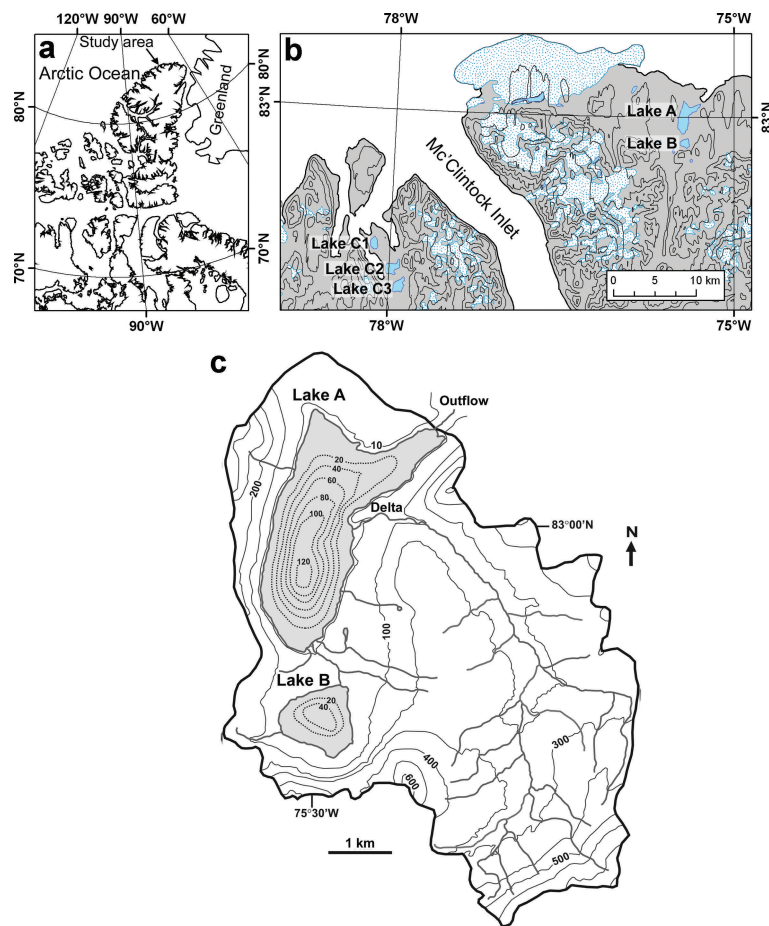 120°W 90°W 60°W
a
Study area
Arctic Ocean
80°N
Greenland
80°N
70°N
70°N
90°W
b
78°W
75°W
83°N
83°N
Lake A
Lake B
Mc'Clintock Inlet
Lake C1
Lake C2
Lake C3
0 5 10 km
78°W
75°W
c
Lake A
Outflow
10
20
40
60
80
100
120
200
Delta
83°00'N
N
100
Lake B
20
40
400
600
300
500
75°30'W
1 km